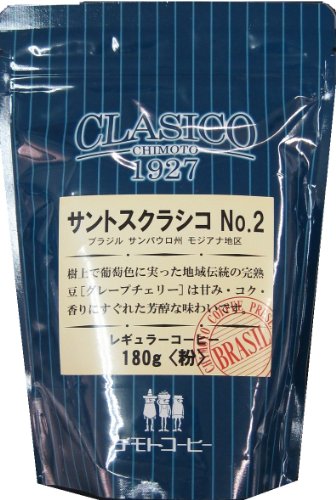 CLASICO
CHIMOTO
1927
サントスクラシコ No.2
ブラジル サンパウロ州 モジアナ地区
樹上で葡萄色に実った地域伝統の完熟
豆[グレープチェリー]は甘み・コク・
香りにすぐれた芳醇な味わいです。
レギュラーコーヒー
180g〈粉〉
CHIMOTO COFFEE PRESE
BRASIL
チモトコーヒー